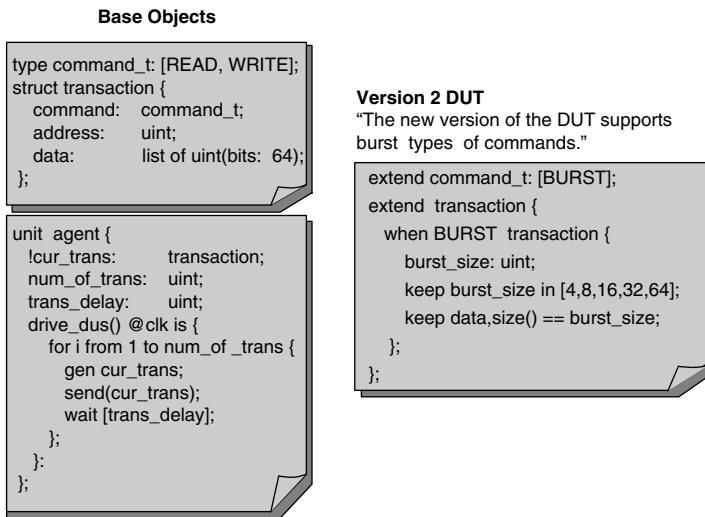 Base Objects
type command_t: [READ, WRITE];
struct transaction {
command: command_t;
address: uint;
data: list of uint(bits: 64);
};
unit agent {
!cur_trans: transaction;
num_of_trans: uint;
trans_delay: uint;
drive_dus() @clk is {
for i from 1 to num_of _trans {
gen cur_trans;
send(cur_trans);
wait [trans_delay];
};
}:
};
Version 2 DUT
“The new version of the DUT supports
burst types of commands.”
extend command_t: [BURST];
extend transaction {
when BURST transaction {
burst_size: uint;
keep burst_size in [4,8,16,32,64];
keep data,size() == burst_size;
};
};